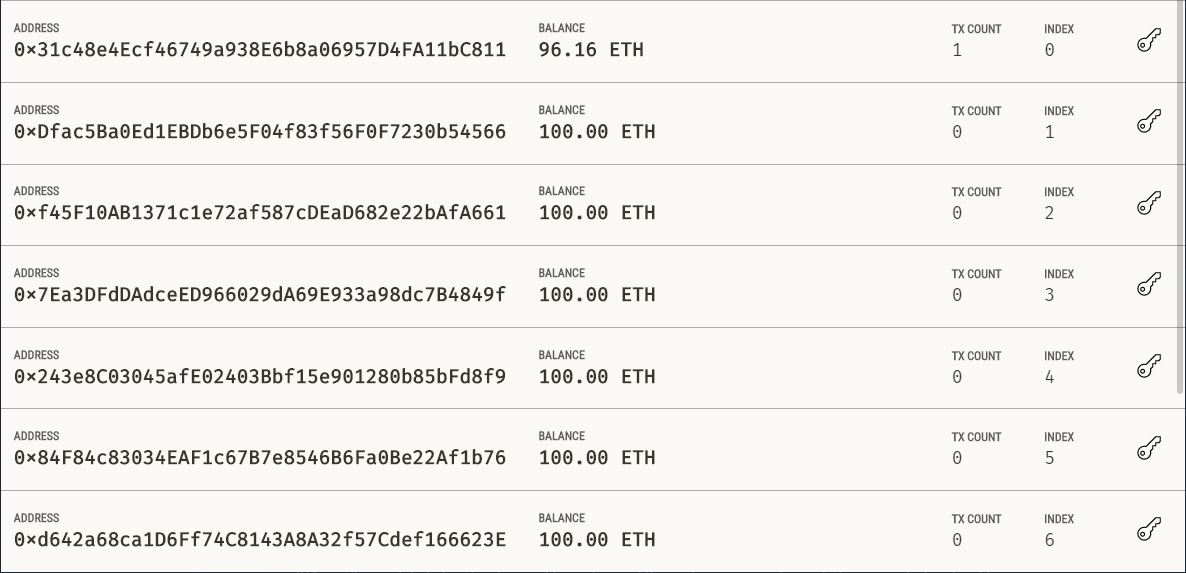 ADDRESS BALANCE TX COUNT INDEX
0x31c48e4Ecf46749a938E6b8a06957D4FA11bC811 96.16 ETH 1 0
ADDRESS BALANCE TX COUNT INDEX
0xDfac5Ba0Ed1EBDb6e5F04f83f56F0F7230b54566 100.00 ETH 0 1
ADDRESS BALANCE TX COUNT INDEX
0xf45F10AB1371c1e72af587cDEaD682e22bAfA661 100.00 ETH 0 2
ADDRESS BALANCE TX COUNT INDEX
0x7Ea3DFdDAdceED966029dA69E933a98dc7B4849f 100.00 ETH 0 3
ADDRESS BALANCE TX COUNT INDEX
0x243e8C03045afE02403Bbf15e901280b85bFd8f9 100.00 ETH 0 4
ADDRESS BALANCE TX COUNT INDEX
0x84F84c83034EAF1c67B7e8546B6Fa0Be22Af1b76 100.00 ETH 0 5
ADDRESS BALANCE TX COUNT INDEX
0xd642a68ca1D6Ff74C8143A8A32f57Cdef166623E 100.00 ETH 0 6